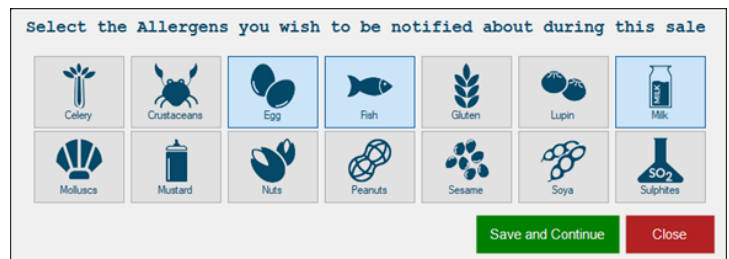 Select the Allergens you wish to be notified about during this sale
Celery Crustaceans Egg Fish Gluten Lupin MILK Milk
Molluscs Mustard Nuts Peanuts Sesame Soya SO2 Sulphites
Save and Continue Close